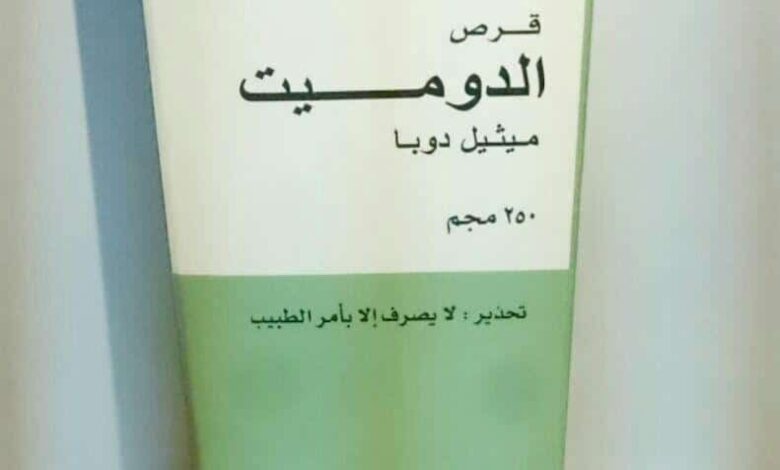 قرص
الدوميت
ميثيل دوبا
٢٥٠ مجم
تحذير : لا يصرف إلا بأمر الطبيب